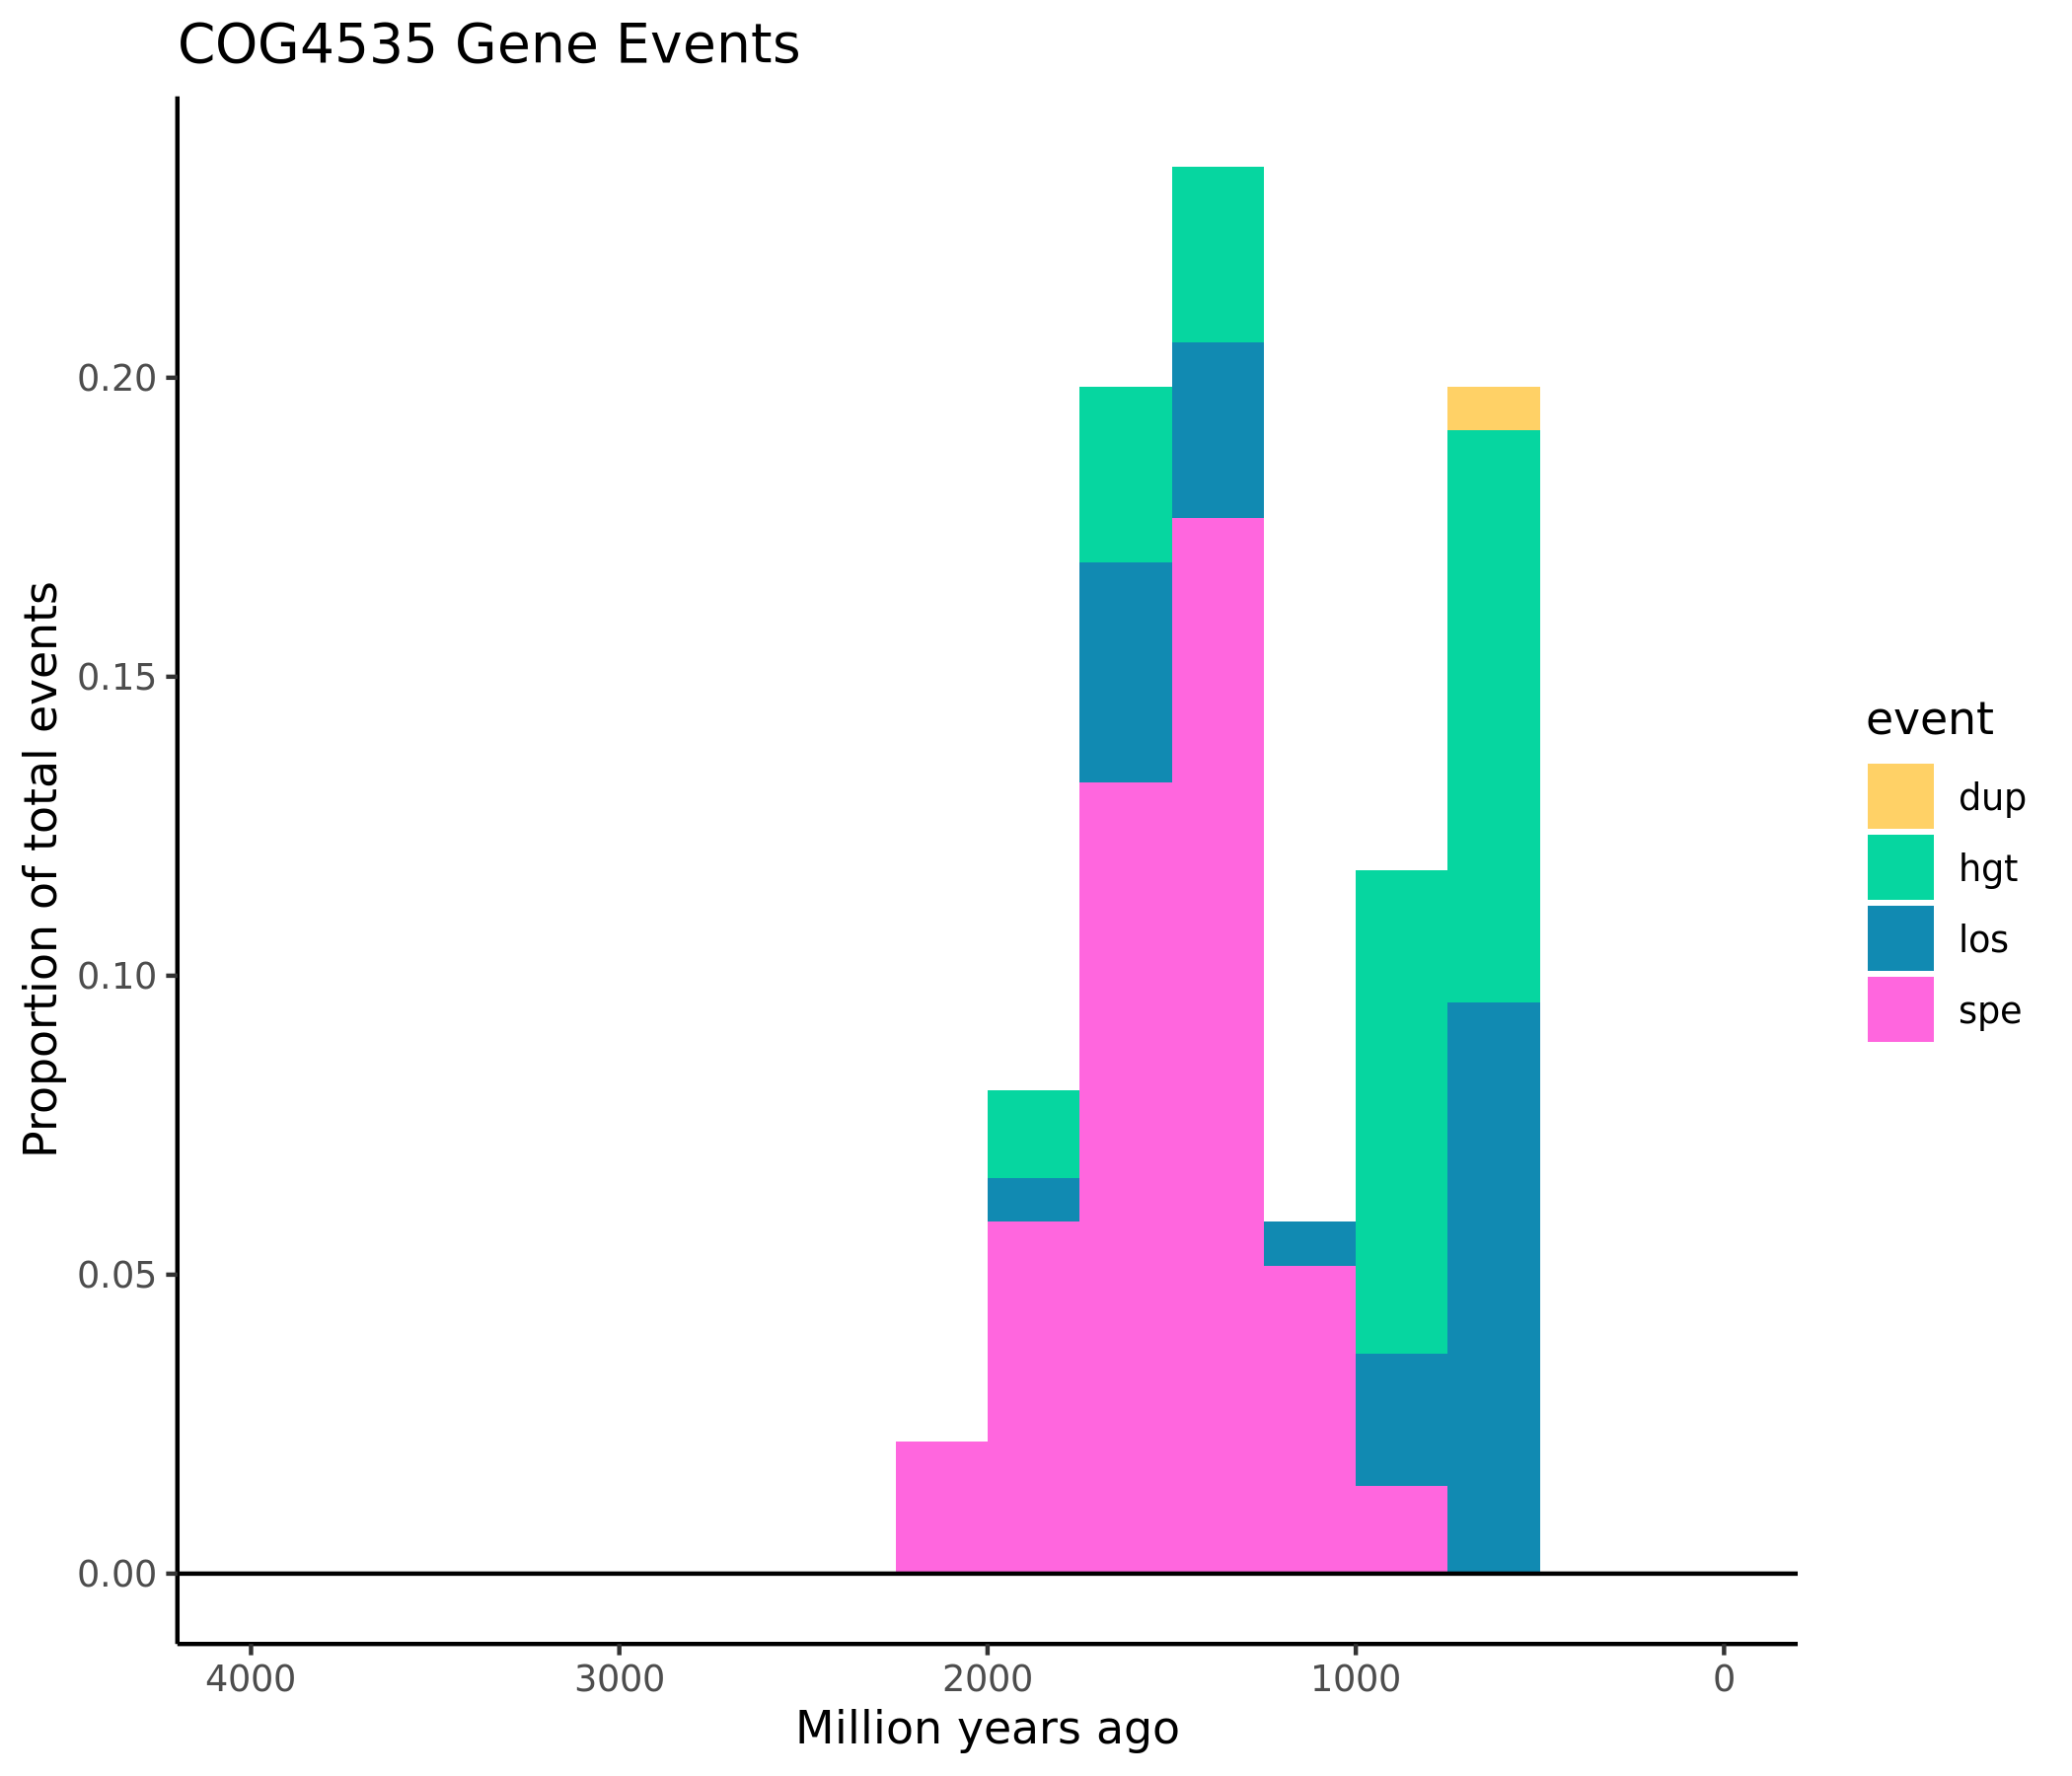 COG4535 Gene Events
Proportion of total events
0.20
0.15
0.10
0.05
0.00
4000 3000 2000 1000 0
Million years ago
event
dup
hgt
los
spe